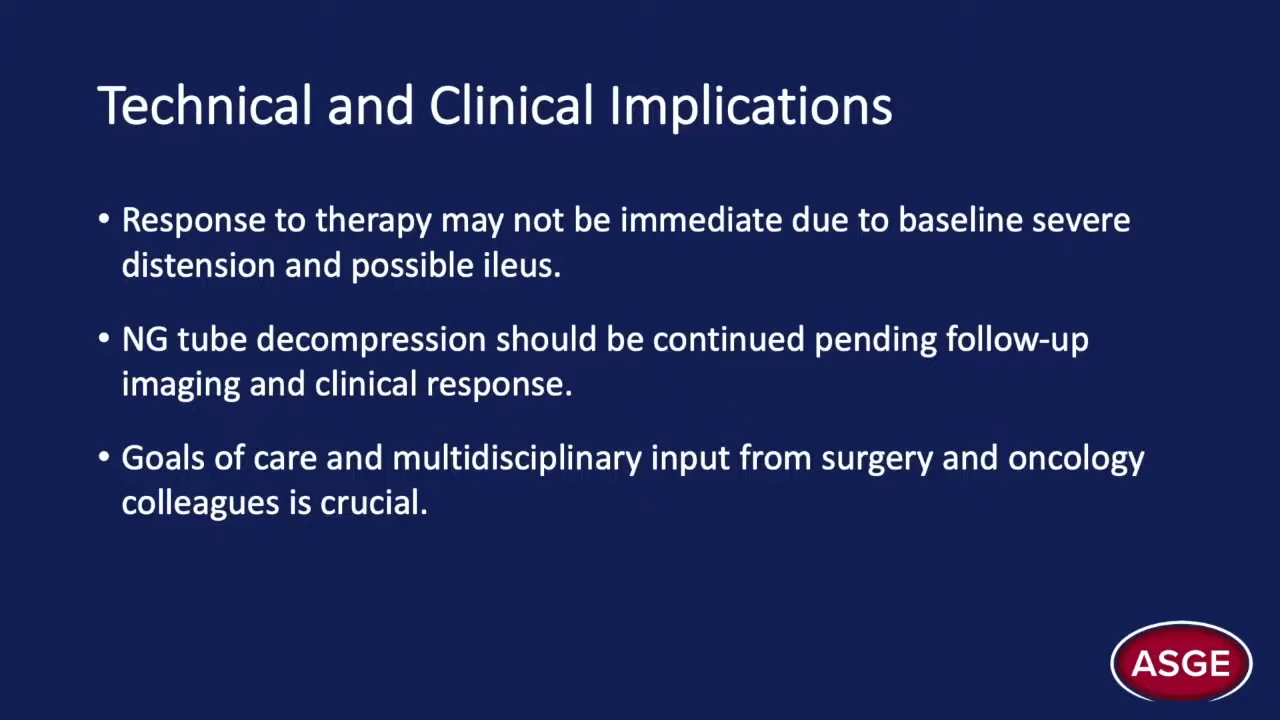 Technical and Clinical Implications
• Response to therapy may not be immediate due to baseline severe
distension and possible ileus.
• NG tube decompression should be continued pending follow-up
imaging and clinical response.
• Goals of care and multidisciplinary input from surgery and oncology
colleagues is crucial.
ASGE